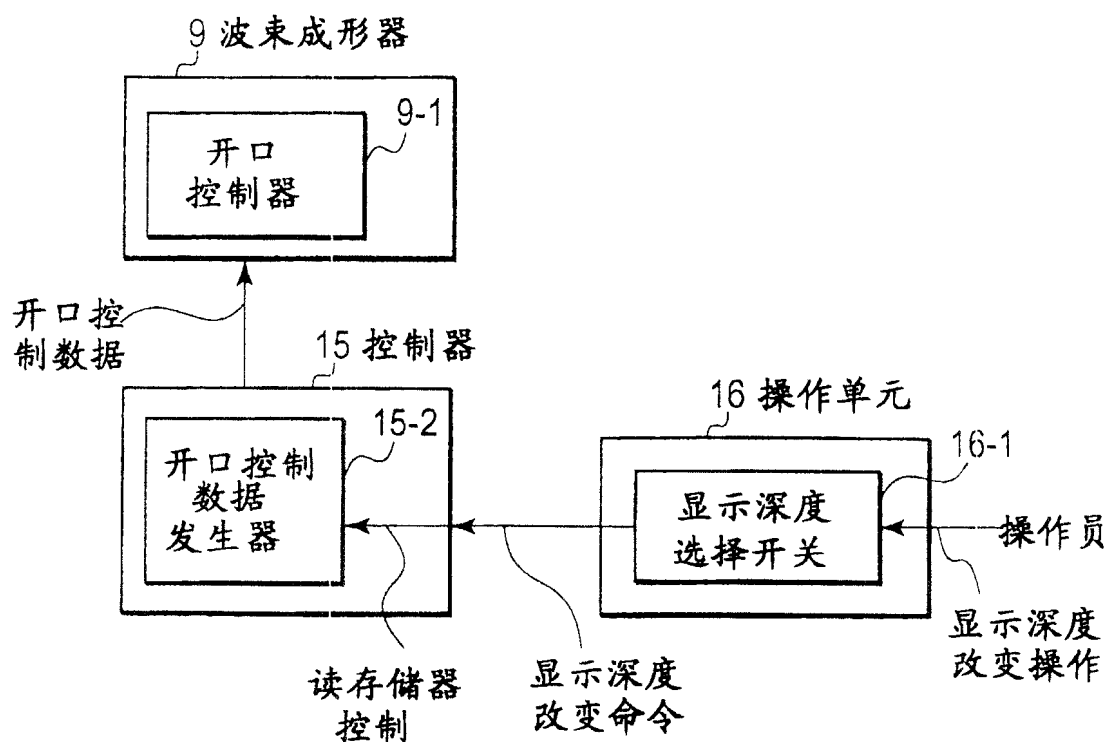 9 波束成形器
9-1
开口
控制器
开口控
制数据
15 控制器
15-2
开口控制
数据
发生器
16 操作单元
16-1
显示深度
选择开关
操作员
显示深度
改变操作
读存储器
控制
显示深度
改变命令